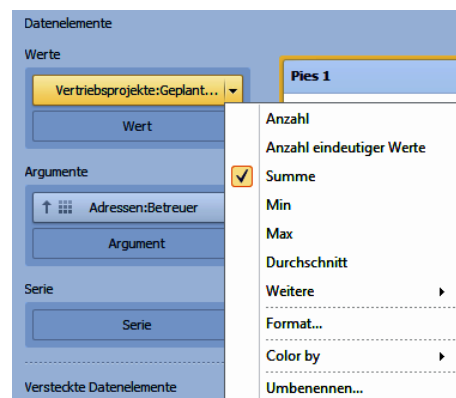 Datenelemente
Werte
Vertriebsprojekte:Geplant...
Wert
Argumente
Adressen:Betreuer
Argument
Serie
Serie
Versteckte Datenelemente
Pies 1
Anzahl
Anzahl eindeutiger Werte
Summe
Min
Max
Durchschnitt
Weitere
Format...
Color by
Umbenennen...